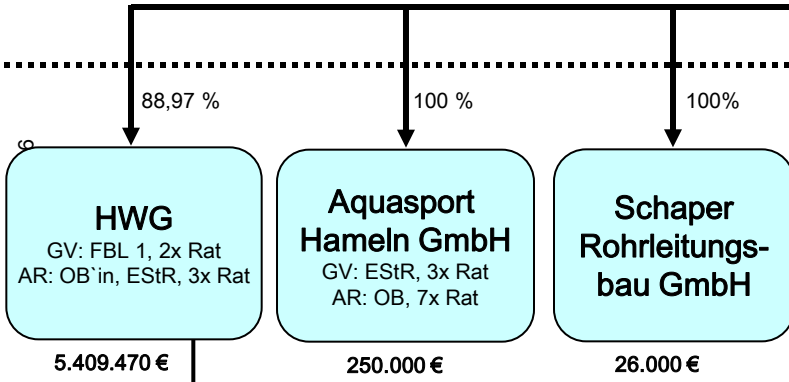 88,97 %
100 %
100%
6
HWG
GV: FBL 1, 2x Rat
AR: OB`in, EStR, 3x Rat
Aquasport
Hameln GmbH
GV: EStR, 3x Rat
AR: OB, 7x Rat
Schaper
Rohrleitungs-
bau GmbH
5.409.470 €
250.000 €
26.000 €